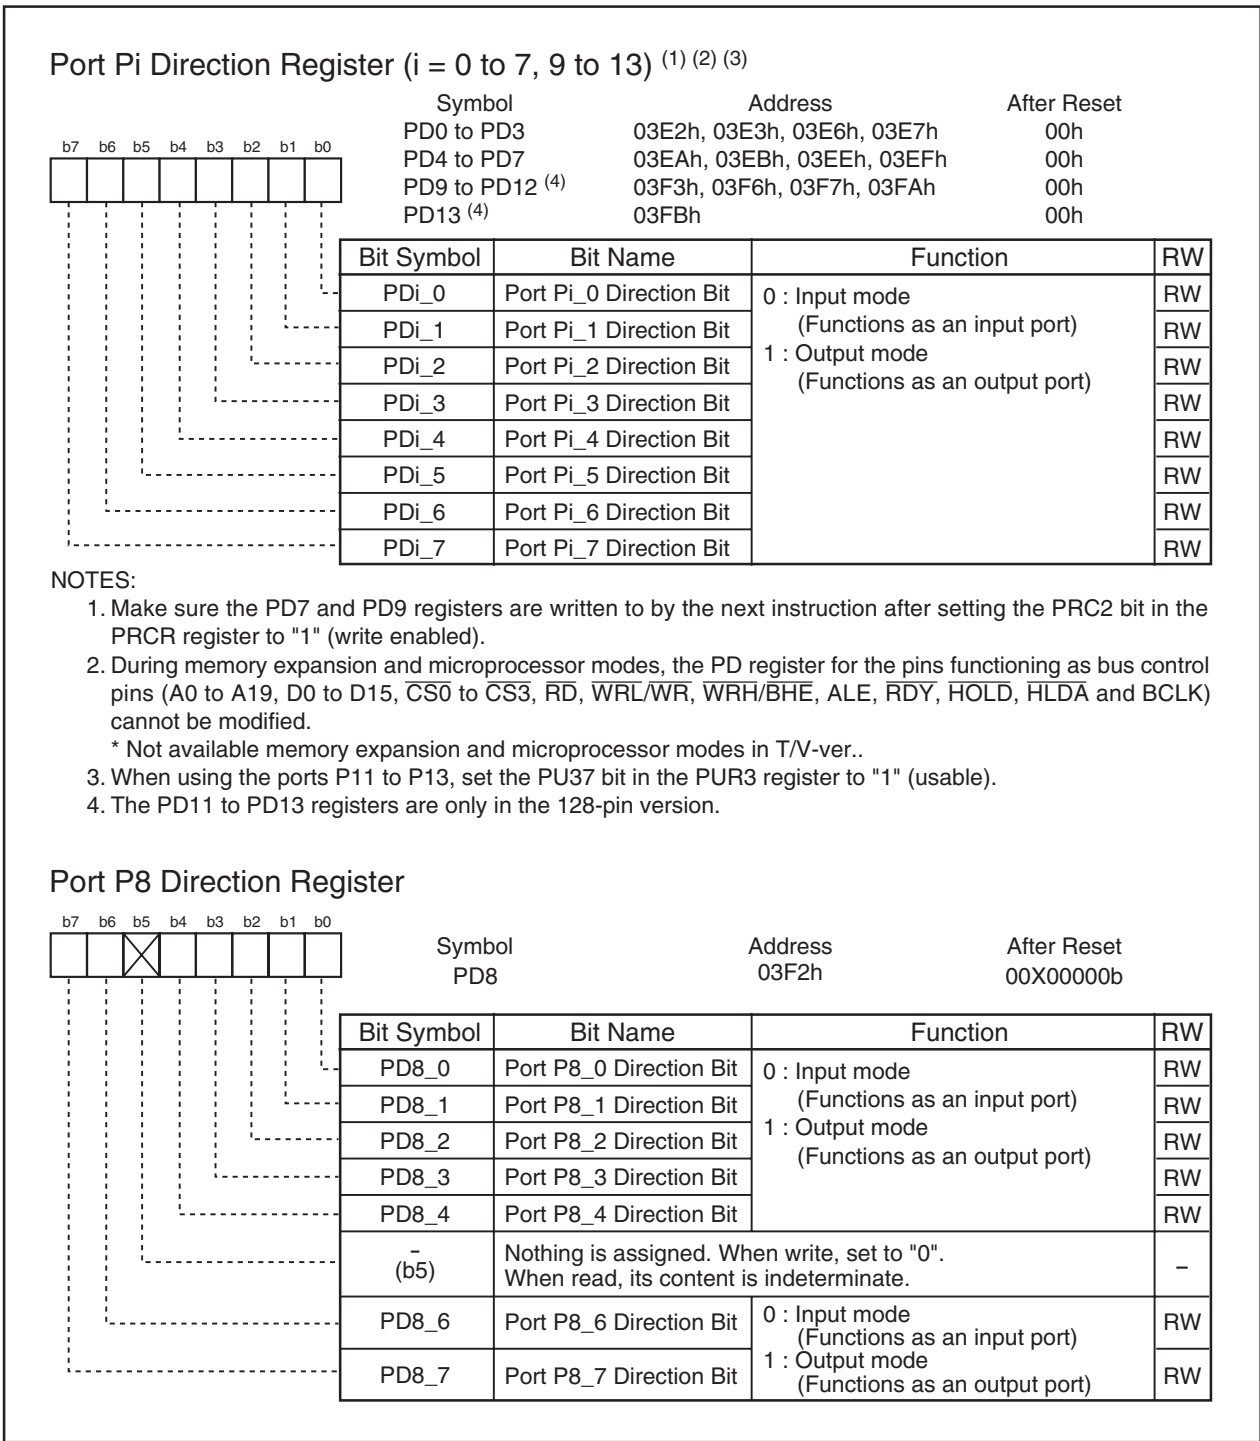 Port Pi Direction Register (i = 0 to 7, 9 to 13) (1) (2) (3)
Symbol Address After Reset
PD0 to PD3 03E2h, 03E3h, 03E6h, 03E7h 00h
PD4 to PD7 03EAh, 03EBh, 03EEh, 03EFh 00h
PD9 to PD12 (4) 03F3h, 03F6h, 03F7h, 03FAh 00h
PD13 (4) 03FBh 00h
b7 b6 b5 b4 b3 b2 b1 b0
Bit Symbol Bit Name Function RW
PDi_0 Port Pi_0 Direction Bit 0 : Input mode RW
PDi_1 Port Pi_1 Direction Bit (Functions as an input port) RW
PDi_2 Port Pi_2 Direction Bit 1 : Output mode RW
PDi_3 Port Pi_3 Direction Bit (Functions as an output port) RW
PDi_4 Port Pi_4 Direction Bit RW
PDi_5 Port Pi_5 Direction Bit RW
PDi_6 Port Pi_6 Direction Bit RW
PDi_7 Port Pi_7 Direction Bit RW
NOTES:
1. Make sure the PD7 and PD9 registers are written to by the next instruction after setting the PRC2 bit in the
PRCR register to "1" (write enabled).
2. During memory expansion and microprocessor modes, the PD register for the pins functioning as bus control
pins (A0 to A19, D0 to D15, C̅S̅0̅ to C̅S̅3̅, R̅D̅, W̅R̅L̅/W̅R̅, W̅R̅H̅/B̅H̅E̅, ALE, R̅D̅Y̅, H̅O̅L̅D̅, H̅L̅D̅A̅ and BCLK)
cannot be modified.
* Not available memory expansion and microprocessor modes in T/V-ver..
3. When using the ports P11 to P13, set the PU37 bit in the PUR3 register to "1" (usable).
4. The PD11 to PD13 registers are only in the 128-pin version.
Port P8 Direction Register
b7 b6 b5 b4 b3 b2 b1 b0
Symbol Address After Reset
PD8 03F2h 00X00000b
Bit Symbol Bit Name Function RW
PD8_0 Port P8_0 Direction Bit 0 : Input mode RW
PD8_1 Port P8_1 Direction Bit (Functions as an input port) RW
PD8_2 Port P8_2 Direction Bit 1 : Output mode RW
PD8_3 Port P8_3 Direction Bit (Functions as an output port) RW
PD8_4 Port P8_4 Direction Bit RW
– Nothing is assigned. When write, set to "0".
(b5) When read, its content is indeterminate. –
PD8_6 Port P8_6 Direction Bit 0 : Input mode RW
(Functions as an input port)
1 : Output mode
PD8_7 Port P8_7 Direction Bit (Functions as an output port) RW